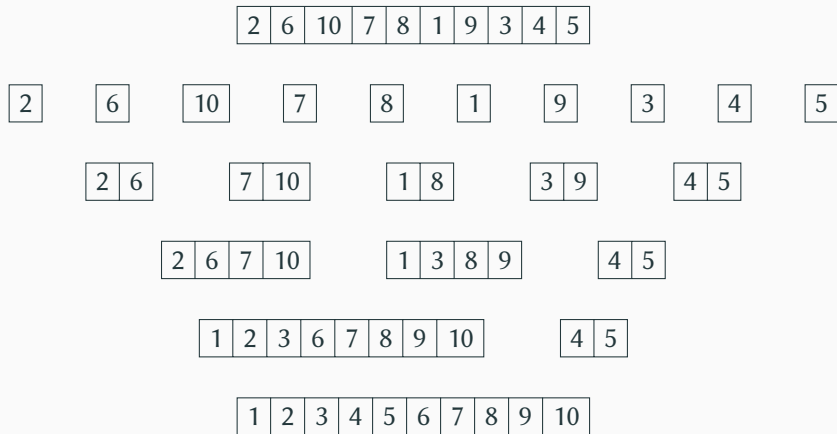 2 6 10 7 8 1 9 3 4 5
2 6 10 7 8 1 9 3 4 5
2 6 7 10 1 8 3 9 4 5
2 6 7 10 1 3 8 9 4 5
1 2 3 6 7 8 9 10 4 5
1 2 3 4 5 6 7 8 9 10